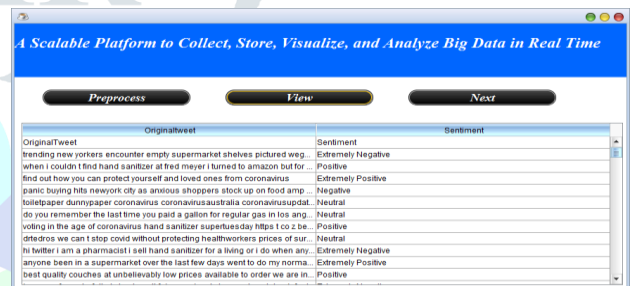 A Scalable Platform to Collect, Store, Visualize, and Analyze Big Data in Real Time
Preprocess View Next
Originaltweet Sentiment
OriginalTweet Sentiment
trending new yorkers encounter empty supermarket shelves pictured weg... Extremely Negative
when i couldn t find hand sanitizer at fred meyer i turned to amazon but for ... Positive
find out how you can protect yourself and loved ones from coronavirus Extremely Positive
panic buying hits newyork city as anxious shoppers stock up on food amp ... Negative
toiletpaper dunnypaper coronavirus coronavirusaustralia coronavirusupdat... Neutral
do you remember the last time you paid a gallon for regular gas in los ang... Neutral
voting in the age of coronavirus hand sanitizer supertuesday https t co z be... Positive
drtedros we can t stop covid without protecting healthworkers prices of sur... Neutral
hi twitter i am a pharmacist i sell hand sanitizer for a living or i do when any... Extremely Negative
anyone been in a supermarket over the last few days went to do my norma... Extremely Positive
best quality couches at unbelievably low prices available to order we are in... Positive